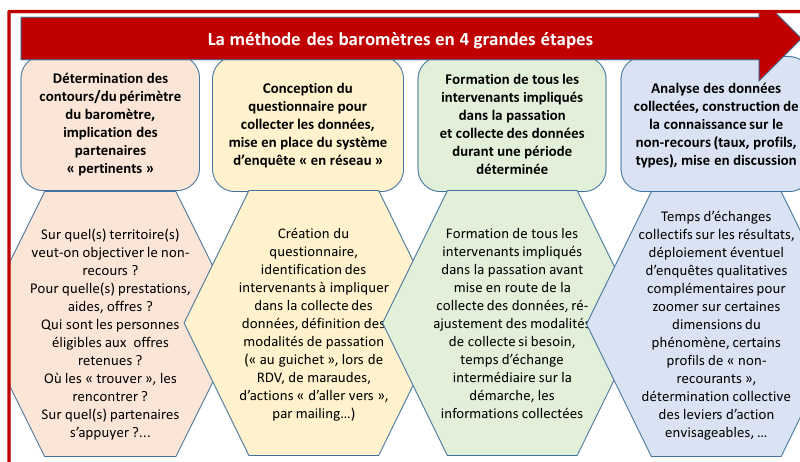 La méthode des baromètres en 4 grandes étapes
Détermination des
contours/du périmètre
du baromètre,
implication des
partenaires
« pertinents »
Conception du
questionnaire pour
collecter les données,
mise en place du système
d'enquête « en réseau »
Formation de tous les
intervenants impliqués
dans la passation
et collecte des données
durant une période
déterminée
Analyse des données
collectées, construction de
la connaissance sur le
non-recours (taux, profils,
types), mise en discussion
Sur quel(s) territoire(s)
veut-on objectiver le non-
recours ?
Pour quelle(s) prestations,
aides, offres ?
Qui sont les personnes
éligibles aux offres
retenues ?
Où les « trouver », les
rencontrer ?
Sur quel(s) partenaires
s'appuyer ?...
Création du
questionnaire,
identification des
intervenants à impliquer
dans la collecte des
données, définition des
modalités de passation
(« au guichet », lors de
RDV, de maraudes,
d'actions « d'aller vers »,
par mailing…)
Formation de tous les
intervenants impliqués
dans la passation avant
mise en route de la
collecte des données, ré-
ajustement des modalités
de collecte si besoin,
temps d'échange
intermédiaire sur la
démarche, les
informations collectées
Temps d'échanges
collectifs sur les résultats,
déploiement éventuel
d'enquêtes qualitatives
complémentaires pour
zoomer sur certaines
dimensions du
phénomène, certains
profils de « non-
recourants »,
détermination collective
des leviers d'action
envisageables, …